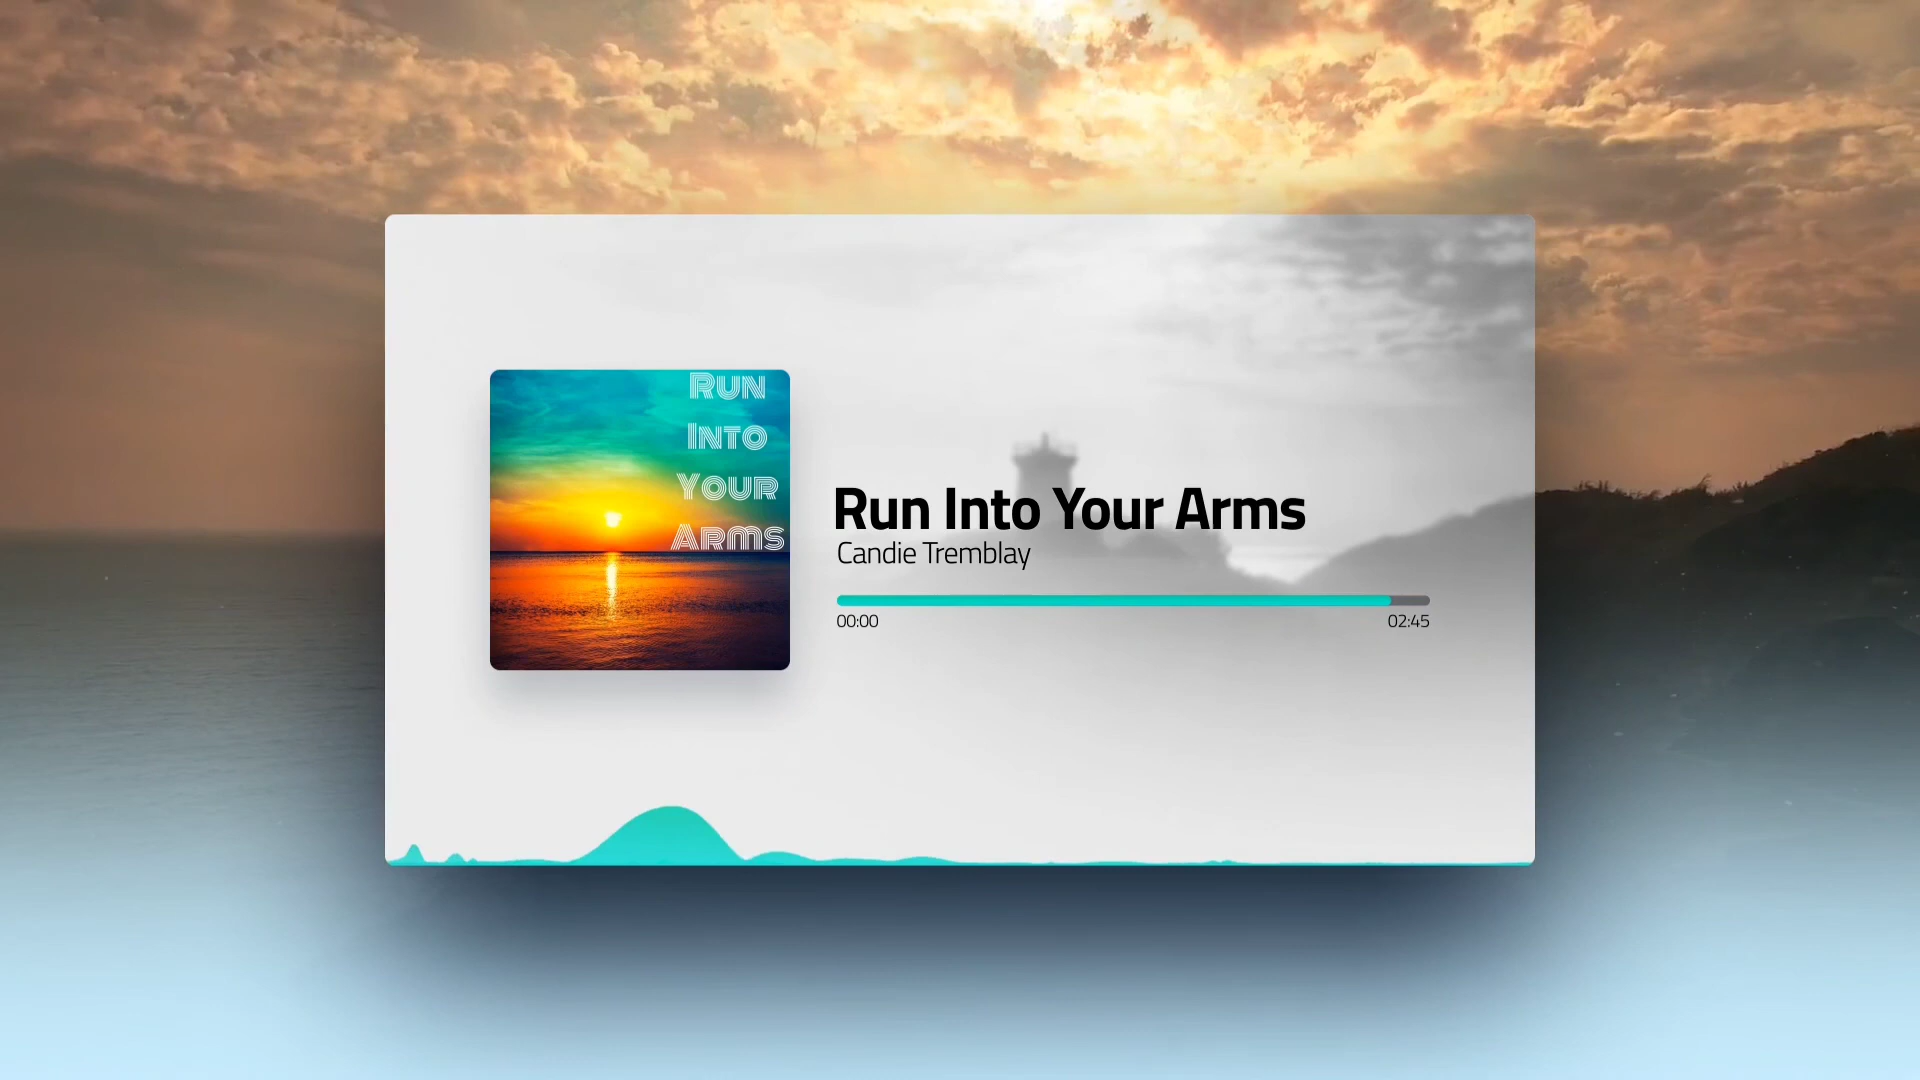 Run
Into
Your
Arms
Run Into Your Arms
Candie Tremblay
00:00
02:45